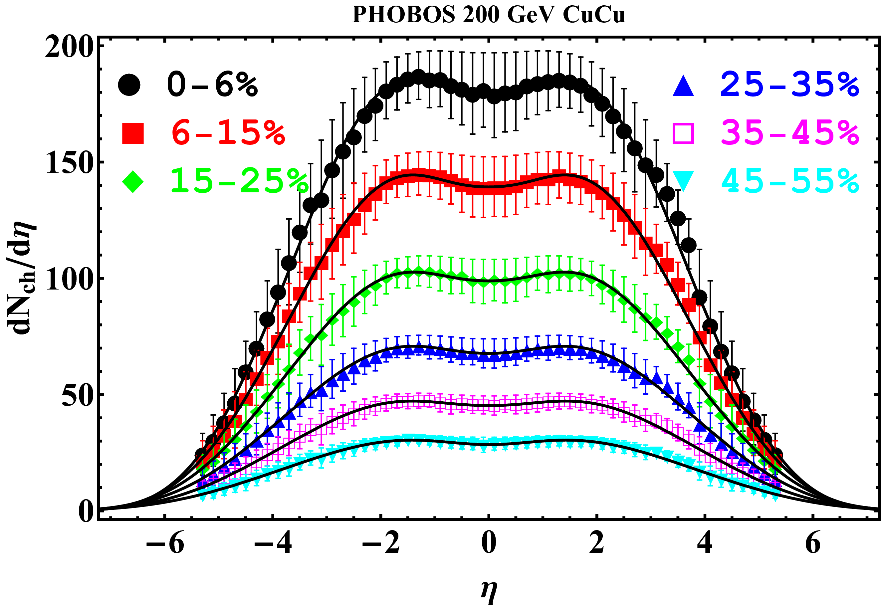 PHOBOS 200 GeV CuCu
dN_ch/dη
200
150
100
50
0
0-6%
6-15%
15-25%
25-35%
35-45%
45-55%
−6 −4 −2 0 2 4 6
η